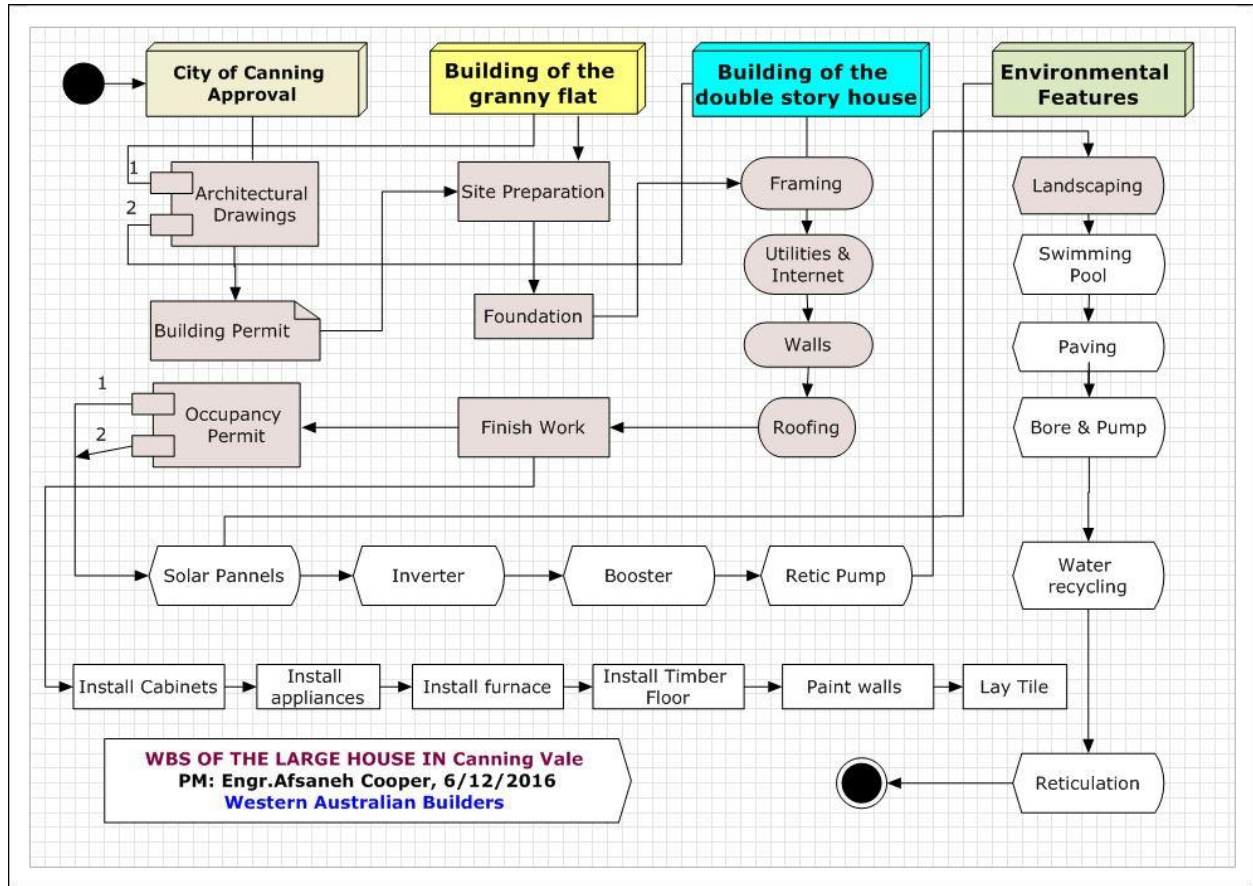 City of Canning
Approval
Building of the
granny flat
Building of the
double story house
Environmental
Features
1
2
Architectural
Drawings
Site Preparation
Framing
Landscaping
Utilities &
Internet
Swimming
Pool
Building Permit
Foundation
Walls
Paving
1
2
Occupancy
Permit
Finish Work
Roofing
Bore & Pump
Solar Pannels
Inverter
Booster
Retic Pump
Water
recycling
Install Cabinets
Install
appliances
Install furnace
Install Timber
Floor
Paint walls
Lay Tile
WBS OF THE LARGE HOUSE IN Canning Vale
PM: Engr.Afsaneh Cooper, 6/12/2016
Western Australian Builders
Reticulation